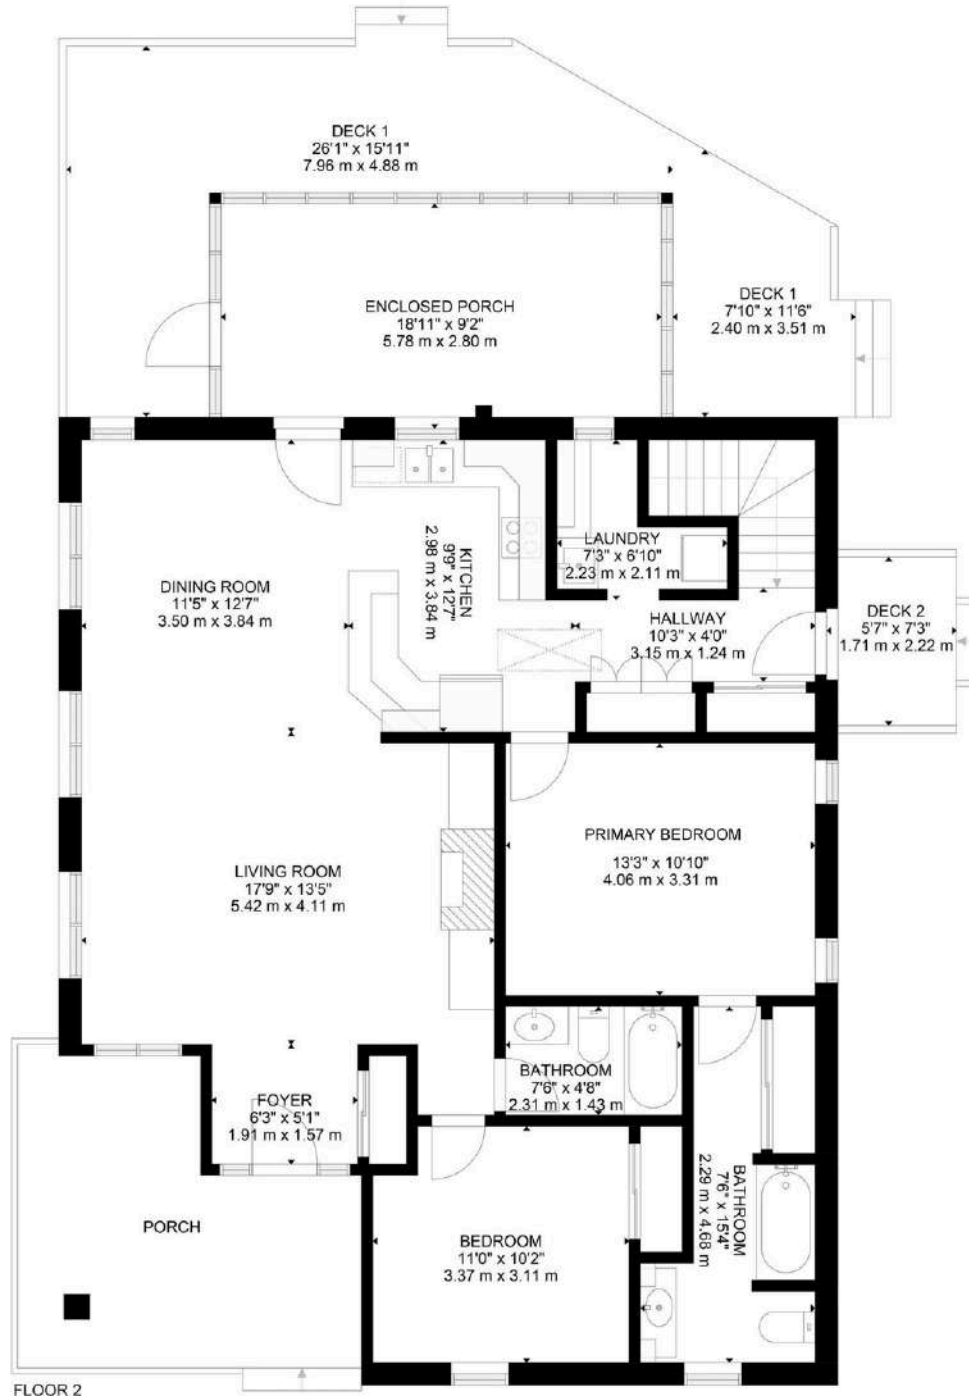 DECK 1
26'1" x 15'11"
7.96 m x 4.88 m
ENCLOSED PORCH
18'11" x 9'2"
5.78 m x 2.80 m
DECK 1
7'10" x 11'6"
2.40 m x 3.51 m
KITCHEN
9'9" x 12'7"
2.98 m x 3.84 m
LAUNDRY
7'3" x 6'10"
2.23 m x 2.11 m
DINING ROOM
11'5" x 12'7"
3.50 m x 3.84 m
HALLWAY
10'3" x 4'0"
3.15 m x 1.24 m
DECK 2
5'7" x 7'3"
1.71 m x 2.22 m
PRIMARY BEDROOM
13'3" x 10'10"
4.06 m x 3.31 m
LIVING ROOM
17'9" x 13'5"
5.42 m x 4.11 m
BATHROOM
7'6" x 4'8"
2.31 m x 1.43 m
FOYER
6'3" x 5'1"
1.91 m x 1.57 m
BATHROOM
7'6" x 15'4"
2.29 m x 4.68 m
PORCH
BEDROOM
11'0" x 10'2"
3.37 m x 3.11 m
FLOOR 2